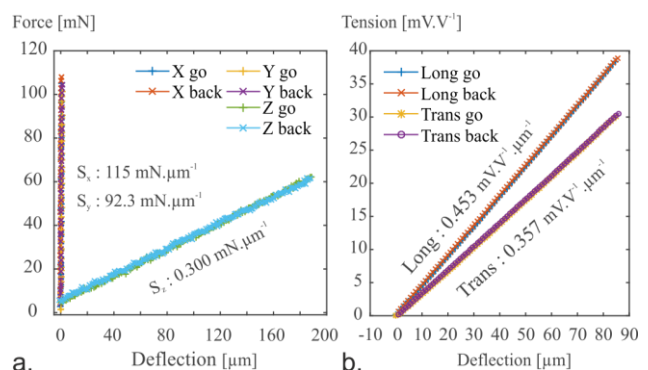 Force [mN]
120
100
80
60
40
20
0
X go
X back
Y go
Y back
Z go
Z back
Sₓ : 115 mN.µm⁻¹
Sᵧ : 92.3 mN.µm⁻¹
S_z : 0.300 mN.µm⁻¹
0 40 80 120 160 200
Deflection [µm]
a.
Tension [mV.V⁻¹]
40
35
30
25
20
15
10
5
0
Long go
Long back
Trans go
Trans back
Long : 0.453 mV.V⁻¹.µm⁻¹
Trans : 0.357 mV.V⁻¹.µm⁻¹
-10 0 10 20 30 40 50 60 70 80 90
Deflection [µm]
b.